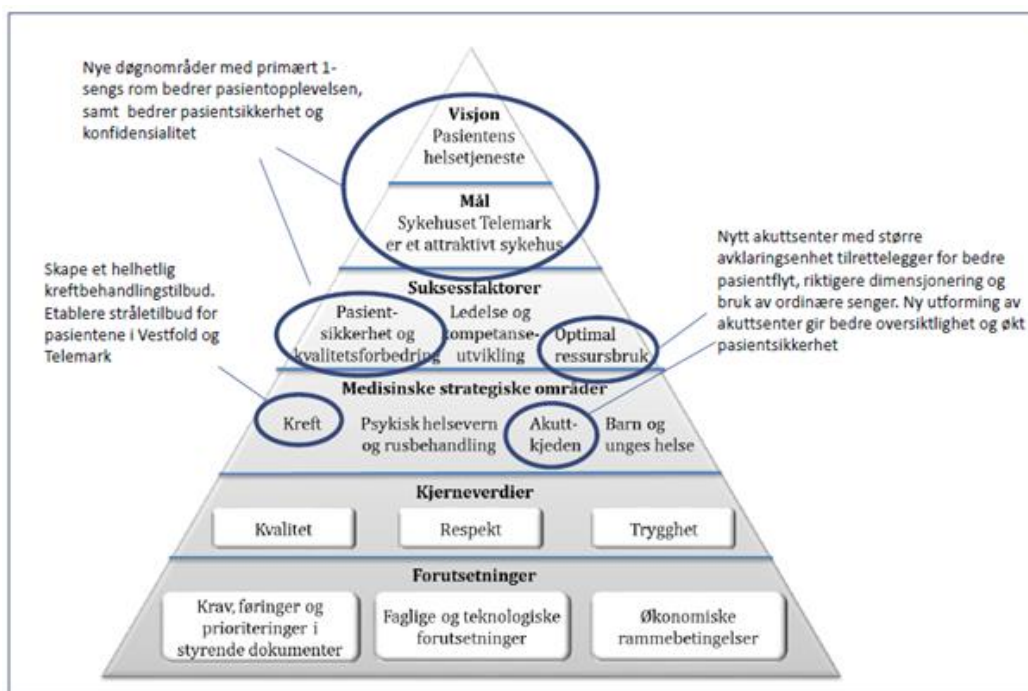 Nye døgnområder med primært 1-
sengs rom bedrer pasientopplevelsen,
samt  bedrer pasientsikkerhet og
konfidensialitet
Visjon
Pasientens
helsetjeneste
Mål
Sykehuset Telemark
er et attraktivt sykehus
Nytt akuttsenter med større
avklaringsenhet tilrettelegger for bedre
pasientflyt, riktigere dimensjonering og
bruk av ordinære senger. Ny utforming av
akuttsenter gir bedre oversiktlighet og økt
pasientsikkerhet
Skape et helhetlig
kreftbehandlingstilbud.
Etablere stråletilbud for
pasientene i Vestfold og
Telemark
Suksessfaktorer
Pasient-
sikkerhet og
kvalitetsforbedring
Ledelse og
kompetanse-
utvikling
Optimal
ressursbruk
Medisinske strategiske områder
Kreft
Psykisk helsevern
og rusbehandling
Akutt-
kjeden
Barn og
unges helse
Kjerneverdier
Kvalitet
Respekt
Trygghet
Forutsetninger
Krav, føringer og
prioriteringer i
styrende dokumenter
Faglige og teknologiske
forutsetninger
Økonomiske
rammebetingelser